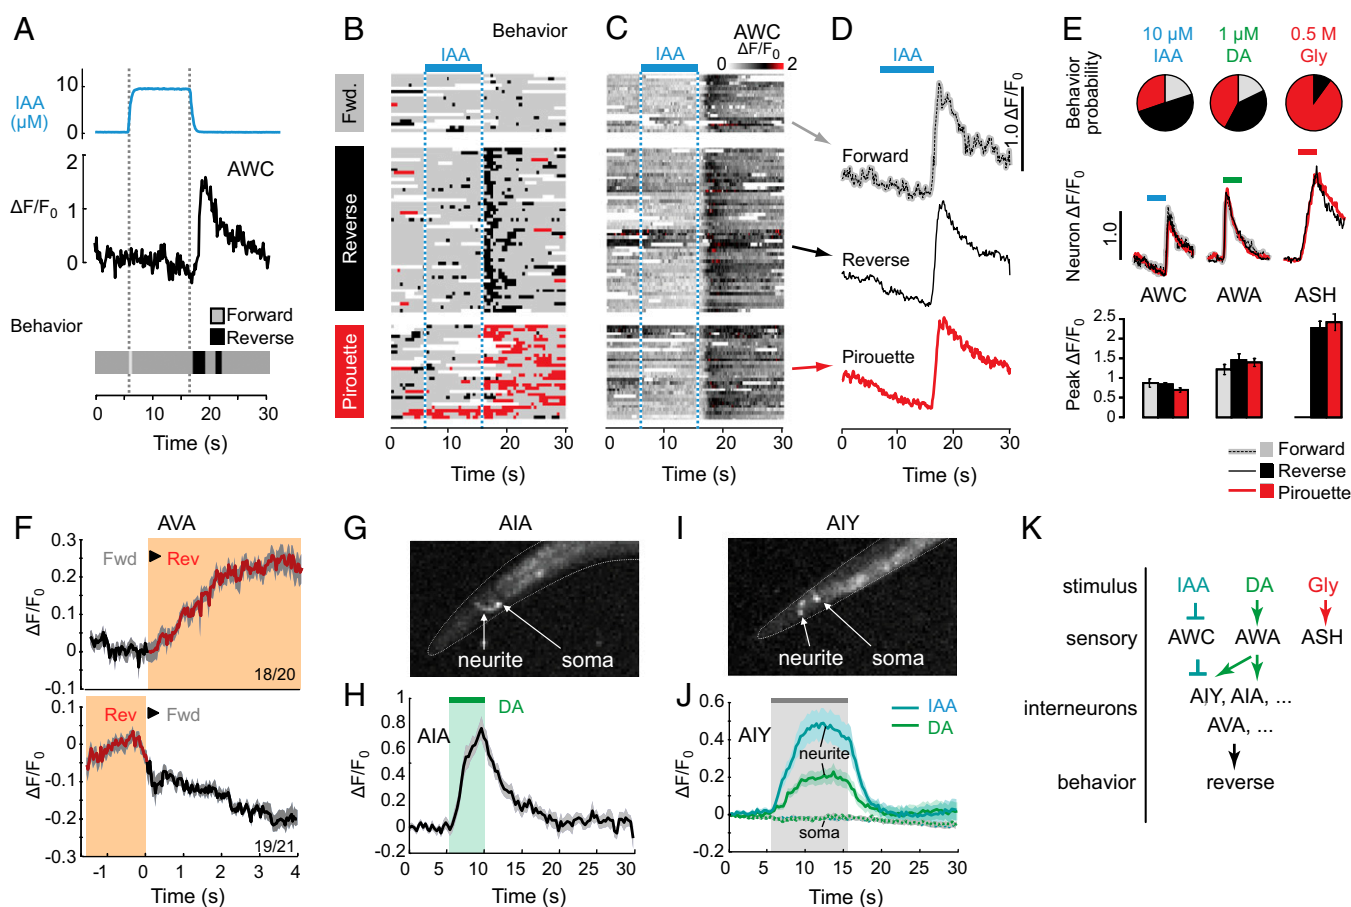 A
IAA
(µM)
10
0
AWC
2
1
0
ΔF/F0
Behavior
Forward
Reverse
0 10 20 30
Time (s)
B
Behavior
IAA
Fwd.
Reverse
Pirouette
0 10 20 30
Time (s)
C
AWC
ΔF/F0
0 2
IAA
0 10 20 30
Time (s)
D
IAA
1.0 ΔF/F0
Forward
Reverse
Pirouette
0 10 20 30
Time (s)
E
10 µM
IAA
1 µM
DA
0.5 M
Gly
Behavior
probability
Neuron ΔF/F0
1.0
AWC AWA ASH
Peak ΔF/F0
2.5
2
1.5
1
0.5
0
Forward
Reverse
Pirouette
F
AVA
Fwd Rev
ΔF/F0
0.3
0.2
0.1
0
-0.1
18/20
Rev Fwd
ΔF/F0
0.1
0
-0.1
-0.2
-0.3
19/21
-1 0 1 2 3 4
Time (s)
G
AIA
neurite soma
H
DA
AIA
ΔF/F0
1
0.8
0.6
0.4
0.2
0
-0.2
0 5 10 15 20 25 30
Time (s)
I
AIY
neurite soma
J
IAA
DA
AIY
neurite
soma
ΔF/F0
0.6
0.4
0.2
0
-0.2
0 5 10 15 20 25 30
Time (s)
K
stimulus IAA DA Gly
sensory AWC AWA ASH
interneurons AIY, AIA, ...
AVA, ...
behavior reverse